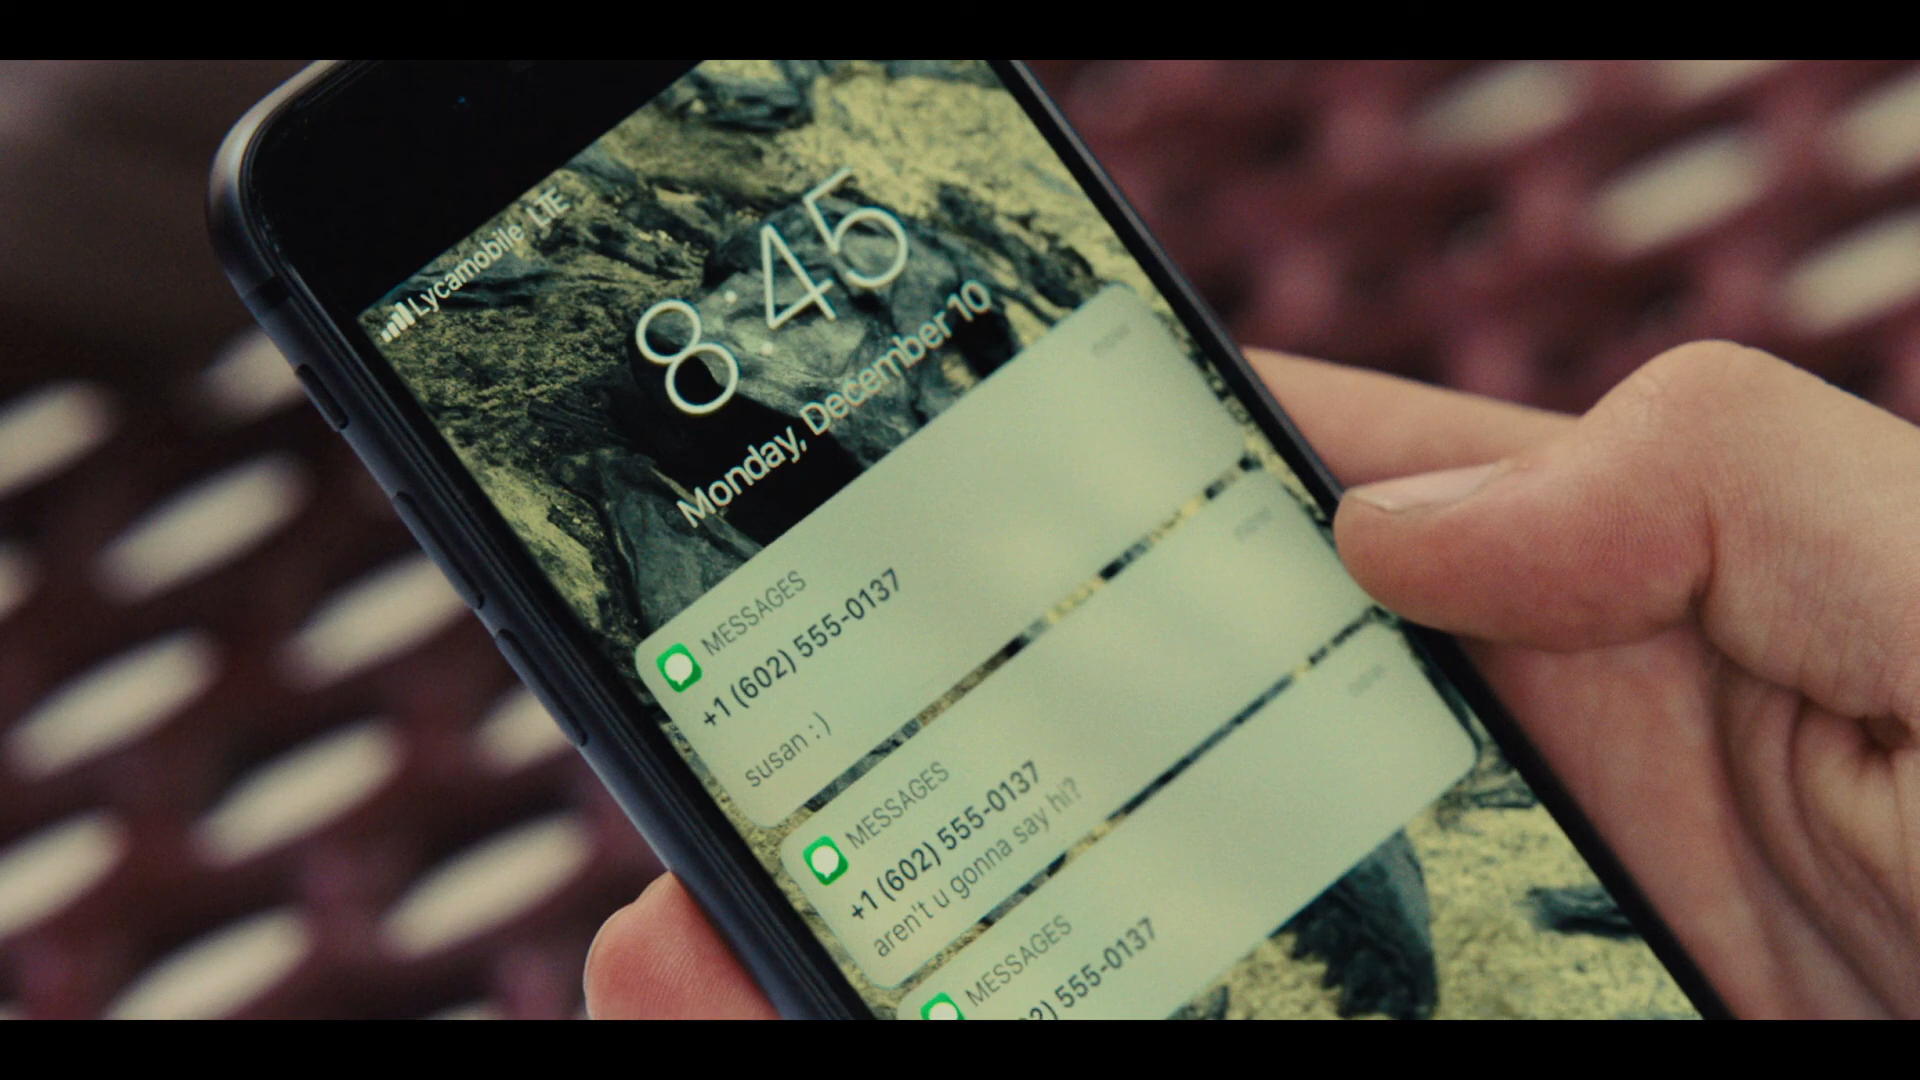 Lycamobile LTE
8:45
Monday, December 10
MESSAGES
+1 (602) 555-0137
susan :)
MESSAGES
+1 (602) 555-0137
aren't u gonna say hi?
MESSAGES
2) 555-0137